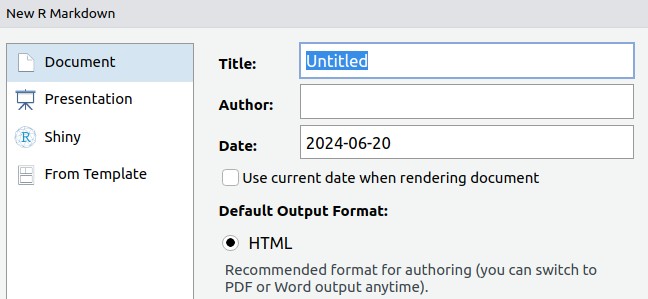 New R Markdown
Document
Presentation
R Shiny
From Template
Title: Untitled
Author:
Date: 2024-06-20
Use current date when rendering document
Default Output Format:
HTML
Recommended format for authoring (you can switch to
PDF or Word output anytime).